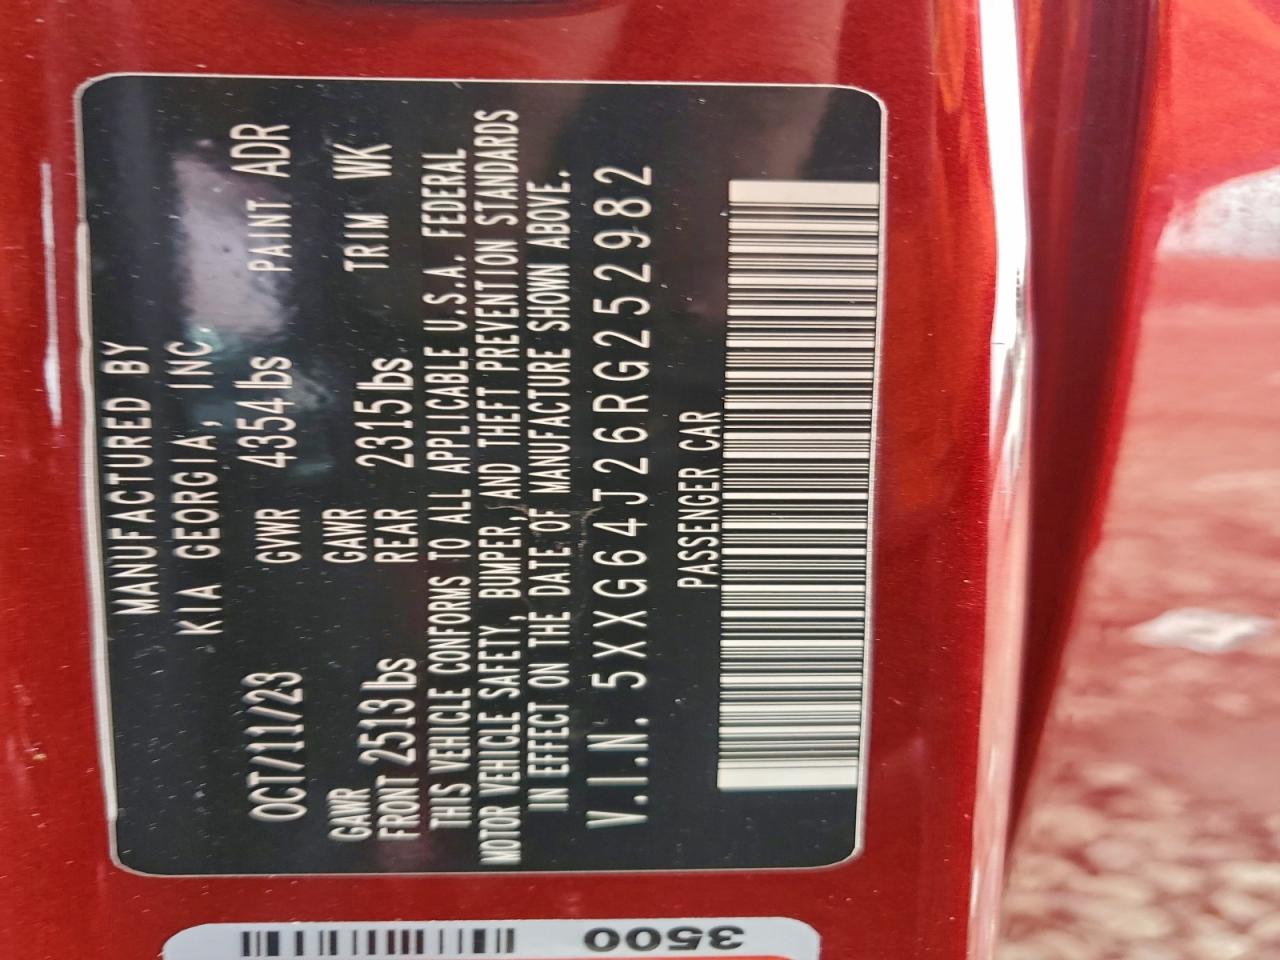 MANUFACTURED BY
KIA GEORGIA, INC
OCT/11/23 GVWR 4354lbs PAINT ADR
GAWR FRONT 2513lbs GAWR REAR 2315lbs TRIM WK
THIS VEHICLE CONFORMS TO ALL APPLICABLE U.S.A. FEDERAL
MOTOR VEHICLE SAFETY, BUMPER, AND THEFT PREVENTION STANDARDS
IN EFFECT ON THE DATE OF MANUFACTURE SHOWN ABOVE.
V.I.N. 5XXG64J26RG252982
PASSENGER CAR
3500